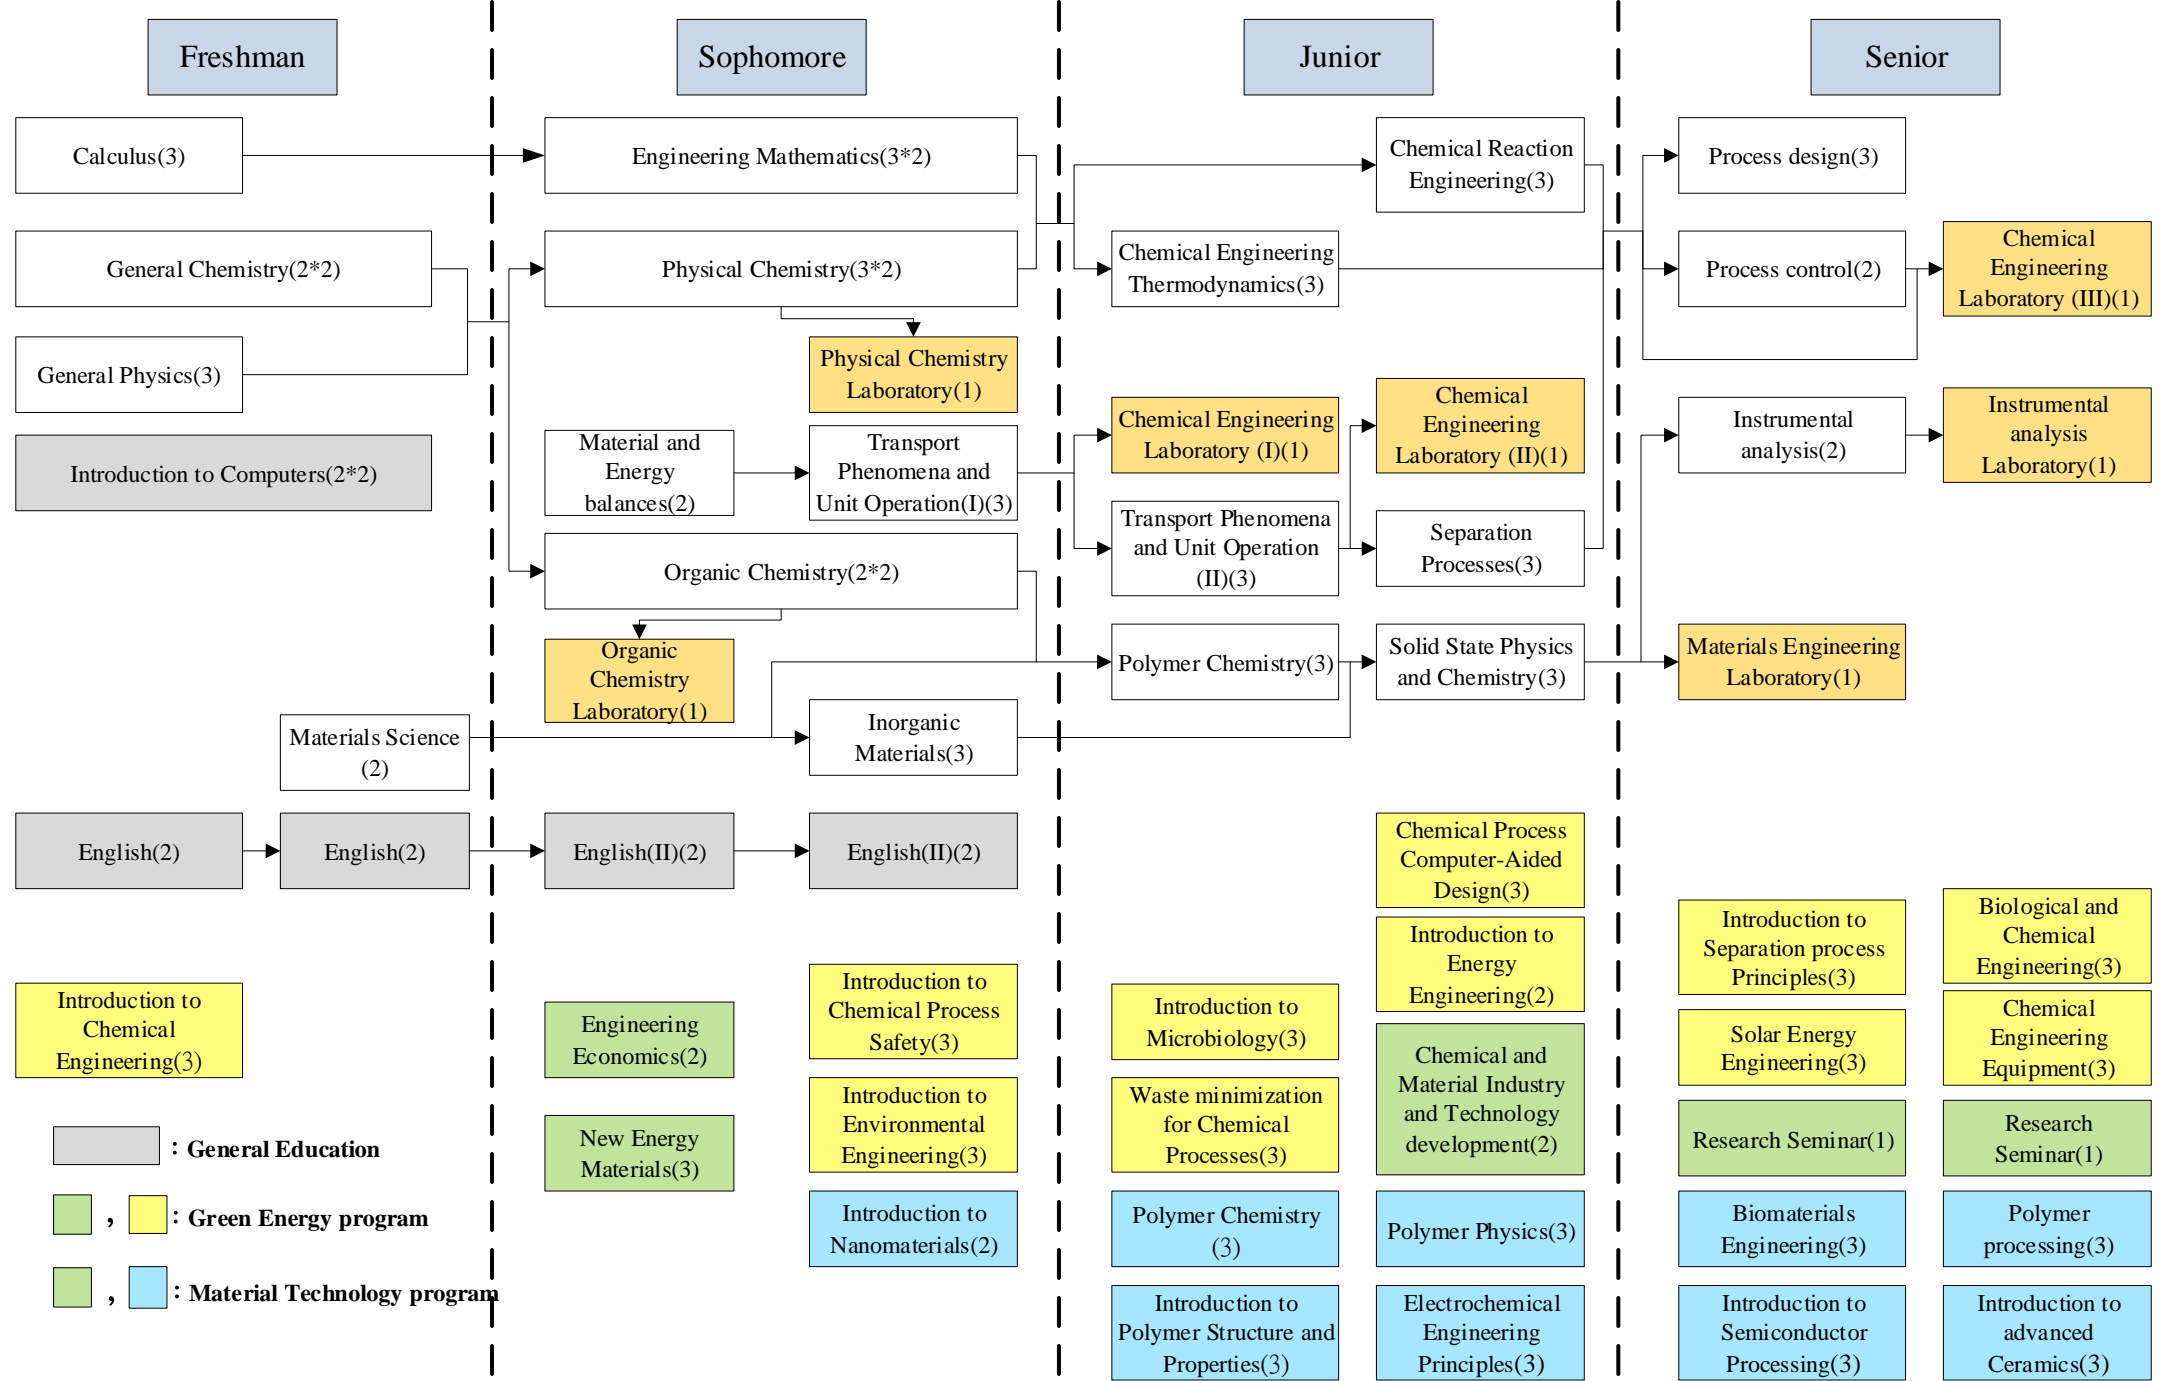 Freshman
Sophomore
Junior
Senior
Calculus(3)
Engineering Mathematics(3*2)
Chemical Reaction
Engineering(3)
Process design(3)
General Chemistry(2*2)
Physical Chemistry(3*2)
Chemical Engineering
Thermodynamics(3)
Process control(2)
Chemical
Engineering
Laboratory (III)(1)
General Physics(3)
Physical Chemistry
Laboratory(1)
Introduction to Computers(2*2)
Material and
Energy
balances(2)
Transport
Phenomena and
Unit Operation(I)(3)
Chemical Engineering
Laboratory (I)(1)
Chemical
Engineering
Laboratory (II)(1)
Instrumental
analysis(2)
Instrumental
analysis
Laboratory(1)
Organic Chemistry(2*2)
Transport Phenomena
and Unit Operation
(II)(3)
Separation
Processes(3)
Organic
Chemistry
Laboratory(1)
Polymer Chemistry(3)
Solid State Physics
and Chemistry(3)
Materials Engineering
Laboratory(1)
Materials Science
(2)
Inorganic
Materials(3)
English(2)
English(2)
English(II)(2)
English(II)(2)
Chemical Process
Computer-Aided
Design(3)
Introduction to
Energy
Engineering(2)
Introduction to
Separation process
Principles(3)
Biological and
Chemical
Engineering(3)
Introduction to
Chemical
Engineering(3)
Engineering
Economics(2)
Introduction to
Chemical Process
Safety(3)
Introduction to
Microbiology(3)
Chemical and
Material Industry
and Technology
development(2)
Solar Energy
Engineering(3)
Chemical
Engineering
Equipment(3)
New Energy
Materials(3)
Introduction to
Environmental
Engineering(3)
Waste minimization
for Chemical
Processes(3)
Research Seminar(1)
Research
Seminar(1)
Introduction to
Nanomaterials(2)
Polymer Chemistry
(3)
Polymer Physics(3)
Biomaterials
Engineering(3)
Polymer
processing(3)
Introduction to
Polymer Structure and
Properties(3)
Electrochemical
Engineering
Principles(3)
Introduction to
Semiconductor
Processing(3)
Introduction to
advanced
Ceramics(3)
: General Education
, : Green Energy program
, : Material Technology program